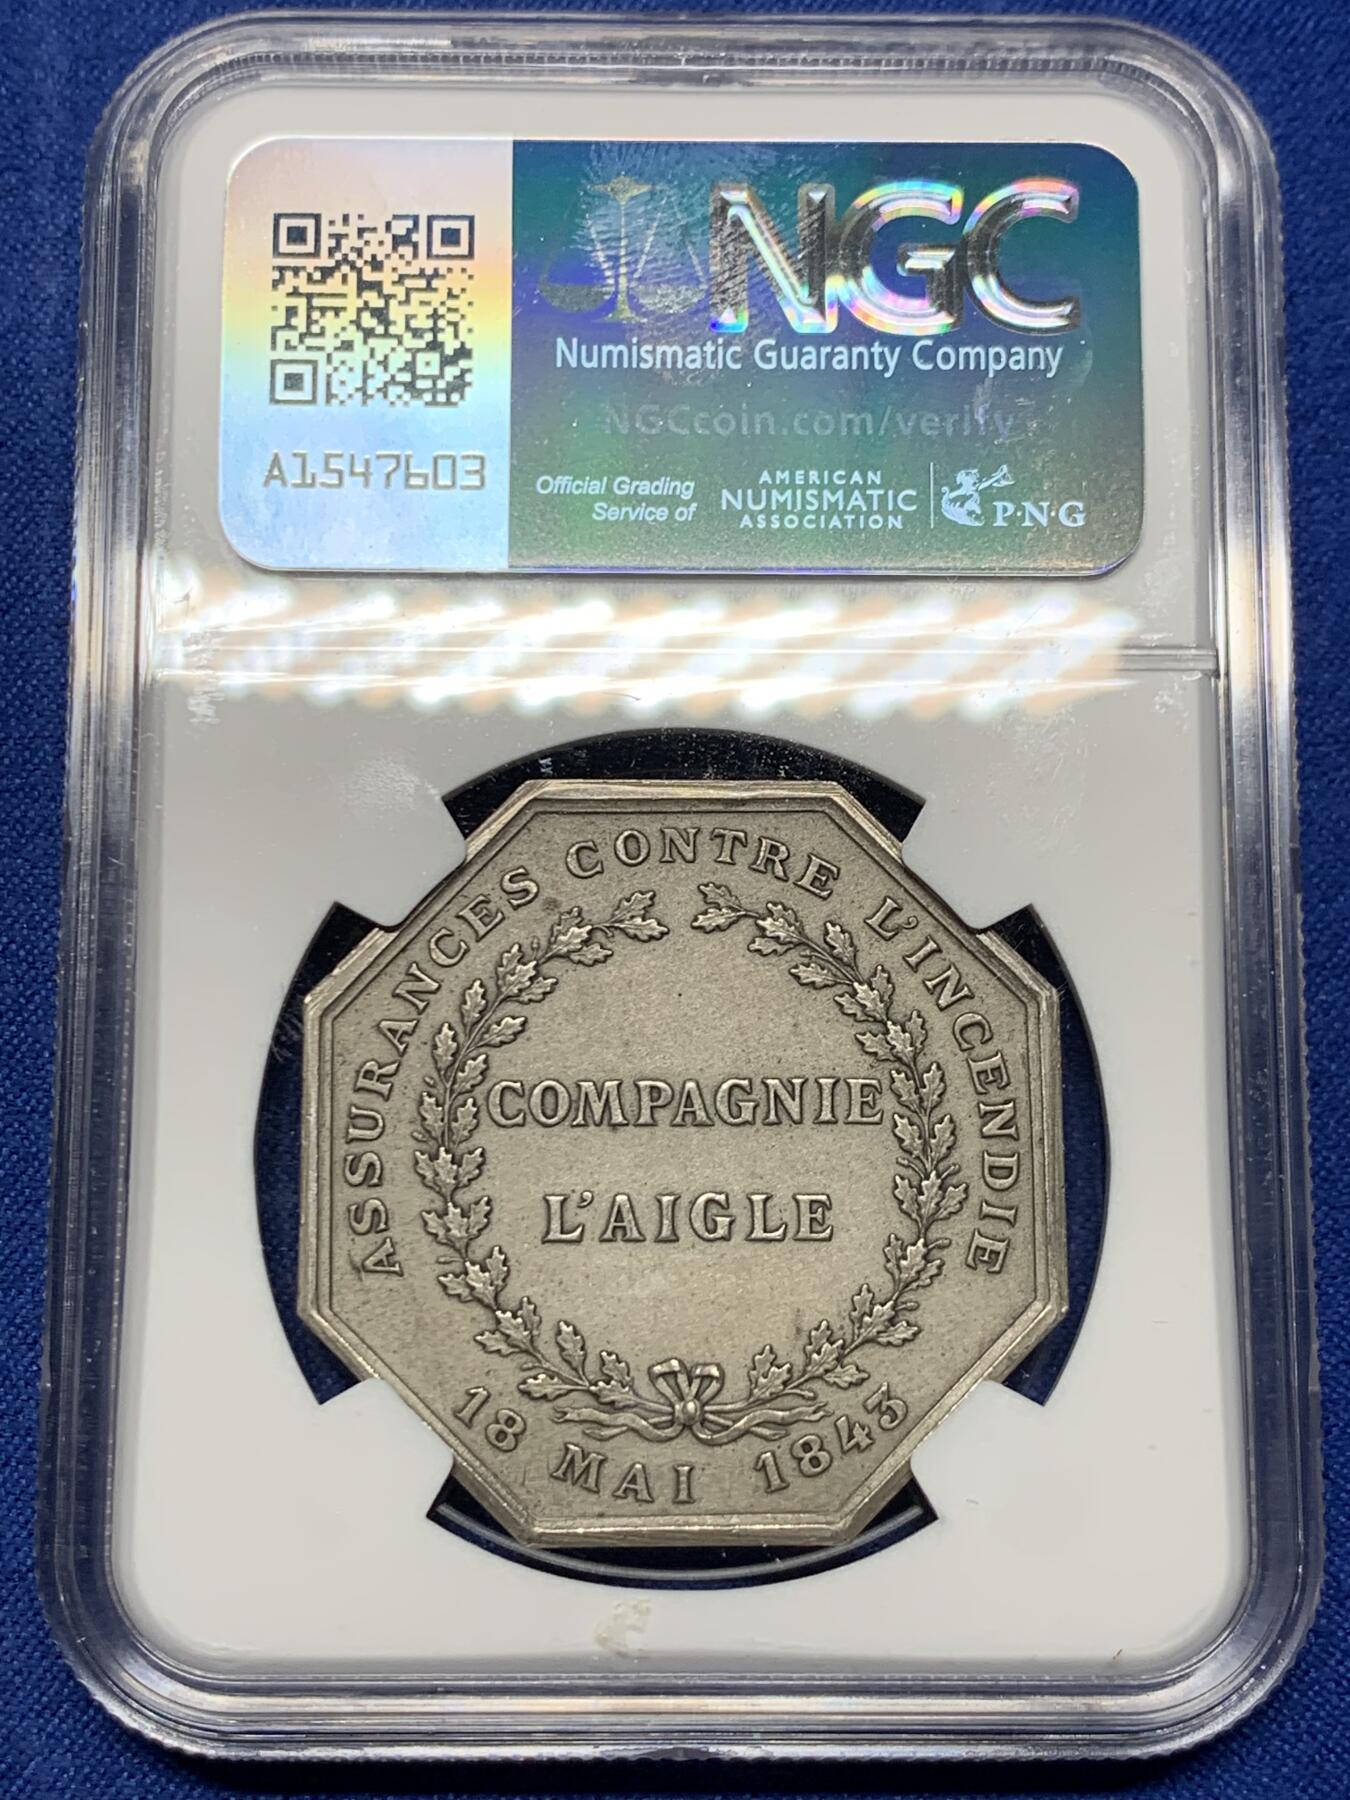 NGC
Numismatic Guaranty Company
NGCcoin.com/verify
A1547603
Official Grading
Service of
AMERICAN
NUMISMATIC
ASSOCIATION
P·N·G
ASSURANCES CONTRE L'INCENDIE
COMPAGNIE
L'AIGLE
18 MAI 1843